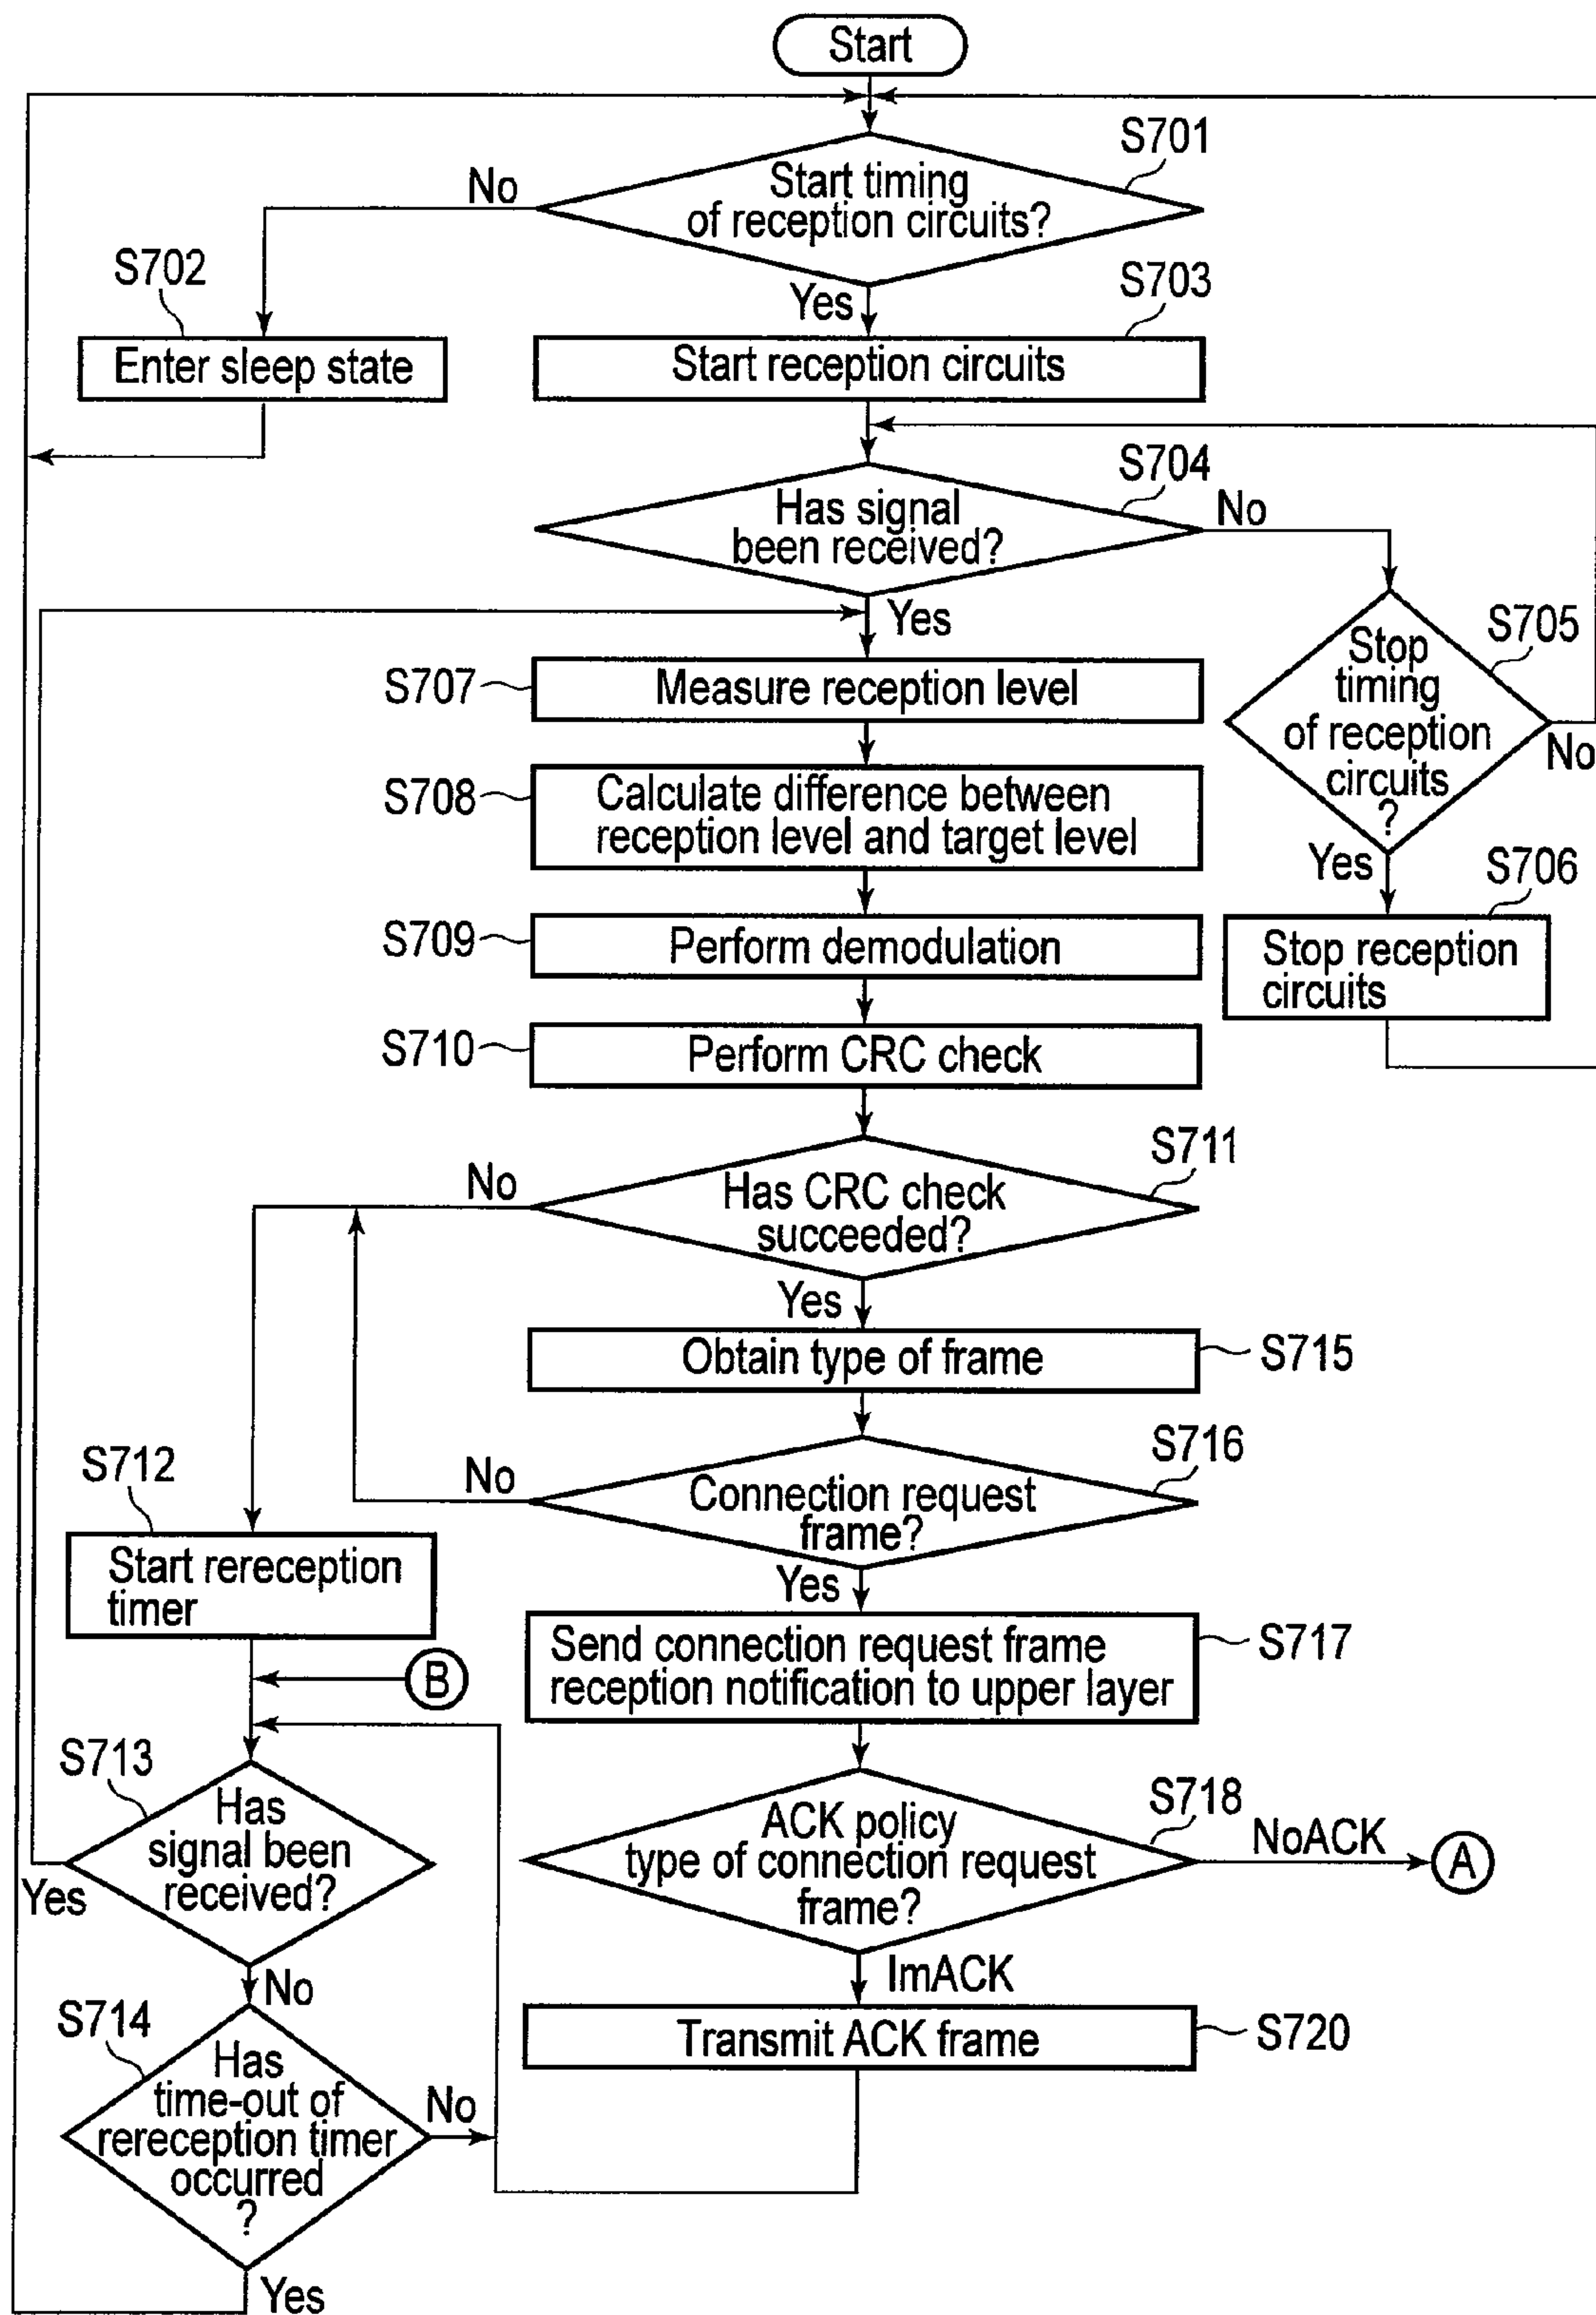 Start
S701
No
Start timing
of reception circuits?
S702
Yes
S703
Enter sleep state
Start reception circuits
S704
Has signal
been received?
No
Yes
S705
Stop
timing
of reception
circuits
?
No
S707
Measure reception level
S708
Calculate difference between
reception level and target level
Yes
S706
S709
Perform demodulation
Stop reception
circuits
S710
Perform CRC check
S711
No
Has CRC check
succeeded?
Yes
Obtain type of frame
S715
S716
S712
No
Connection request
frame?
Start rereception
timer
Yes
Send connection request frame
reception notification to upper layer
S717
B
S713
Has
signal been
received?
Yes
S718
ACK policy
type of connection request
frame?
NoACK
A
No
ImACK
S714
Has
time-out of
rereception timer
occurred
?
No
Transmit ACK frame
S720
Yes